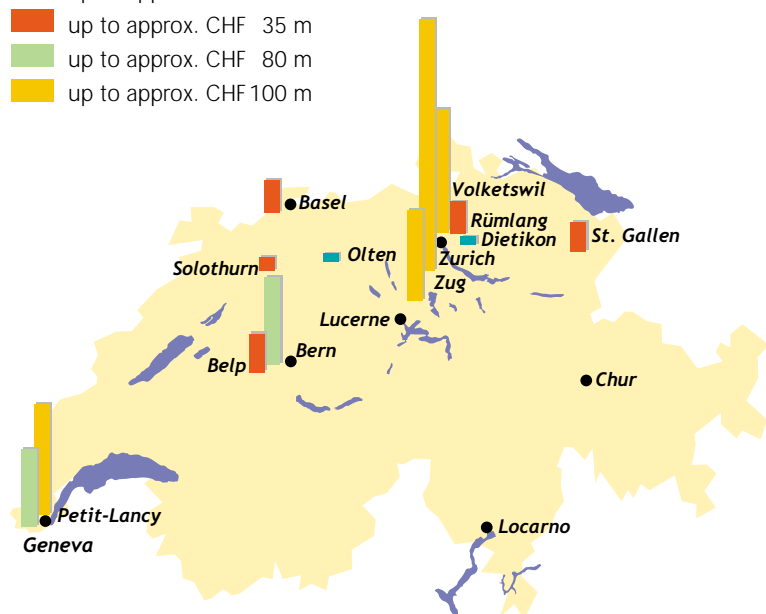 up to approx. CHF 35 m
up to approx. CHF 80 m
up to approx. CHF 100 m
Volketswil
Basel
Rümlang
St. Gallen
Dietikon
Olten
Zurich
Solothurn
Zug
Lucerne
Bern
Belp
Chur
Petit-Lancy
Locarno
Geneva